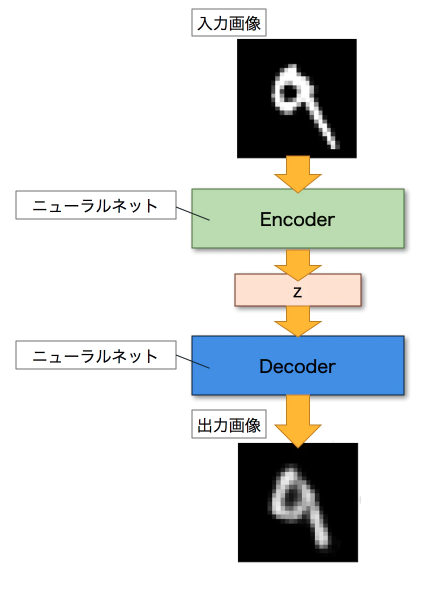 入力画像
ニューラルネット
Encoder
z
ニューラルネット
Decoder
出力画像